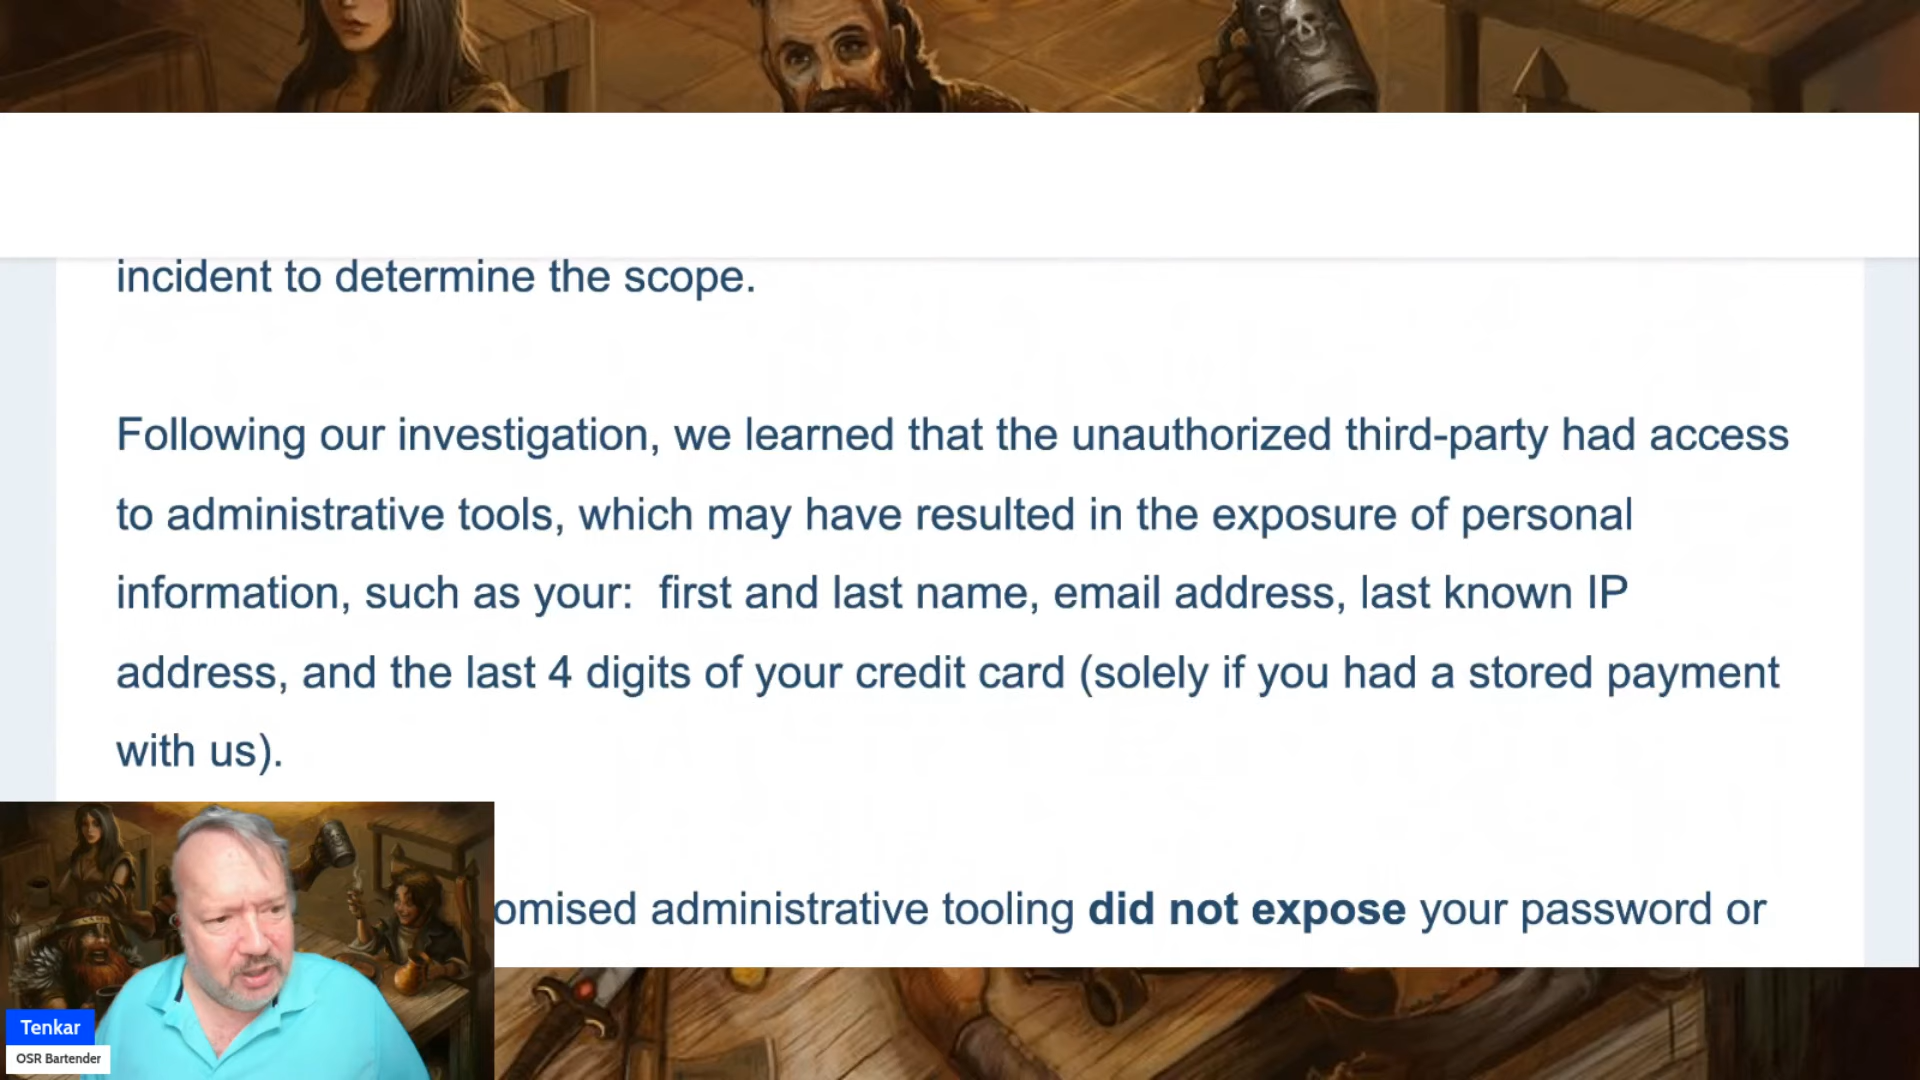 incident to determine the scope.
Following our investigation, we learned that the unauthorized third-party had access
to administrative tools, which may have resulted in the exposure of personal
information, such as your:  first and last name, email address, last known IP
address, and the last 4 digits of your credit card (solely if you had a stored payment
with us).
omised administrative tooling did not expose your password or
Tenkar
OSR Bartender